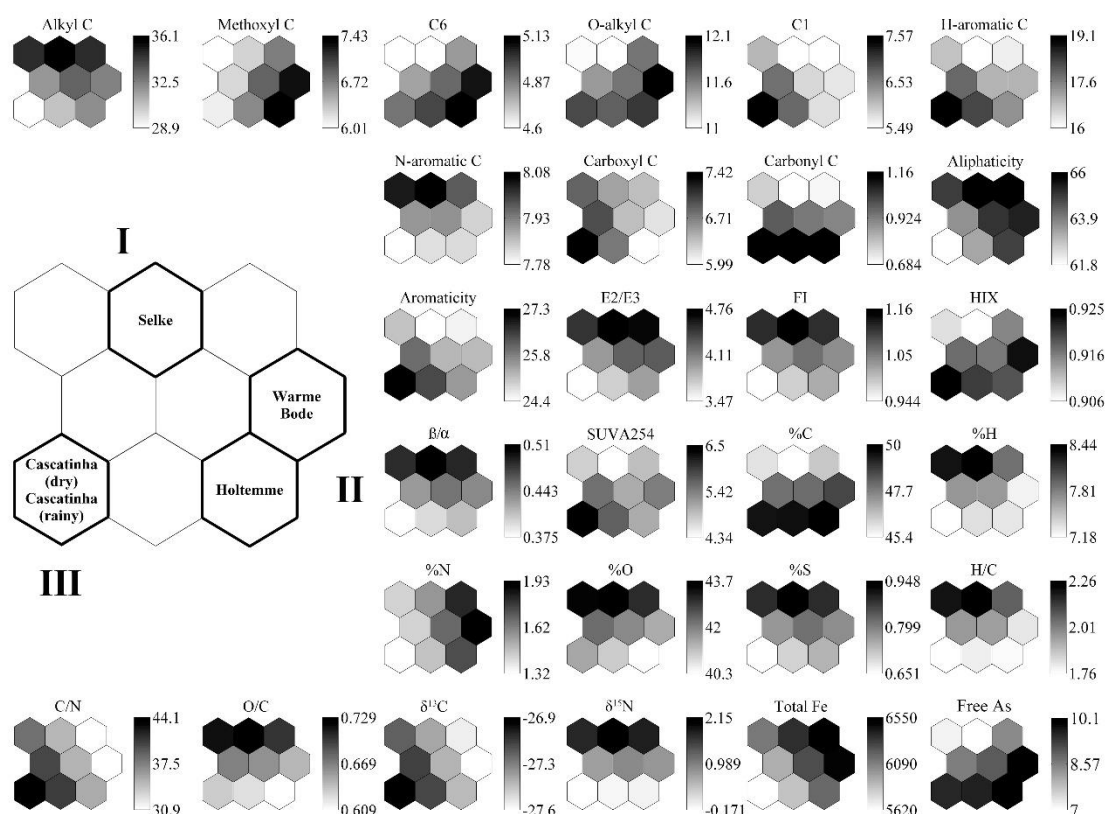 Alkyl C
36.1
32.5
28.9
Methoxyl C
7.43
6.72
6.01
C6
5.13
4.87
4.6
O-alkyl C
12.1
11.6
11
C1
7.57
6.53
5.49
H-aromatic C
19.1
17.6
16
N-aromatic C
8.08
7.93
7.78
Carboxyl C
7.42
6.71
5.99
Carbonyl C
1.16
0.924
0.684
Aliphaticity
66
63.9
61.8
I
Selke
Warme
Bode
Cascatinha
(dry)
Cascatinha
(rainy)
Holtemme
II
III
Aromaticity
27.3
25.8
24.4
E2/E3
4.76
4.11
3.47
FI
1.16
1.05
0.944
HIX
0.925
0.916
0.906
β/α
0.51
0.443
0.375
SUVA254
6.5
5.42
4.34
%C
50
47.7
45.4
%H
8.44
7.81
7.18
%N
1.93
1.62
1.32
%O
43.7
42
40.3
%S
0.948
0.799
0.651
H/C
2.26
2.01
1.76
C/N
44.1
37.5
30.9
O/C
0.729
0.669
0.609
δ¹³C
-26.9
-27.3
-27.6
δ¹⁵N
2.15
0.989
-0.171
Total Fe
6550
6090
5620
Free As
10.1
8.57
7